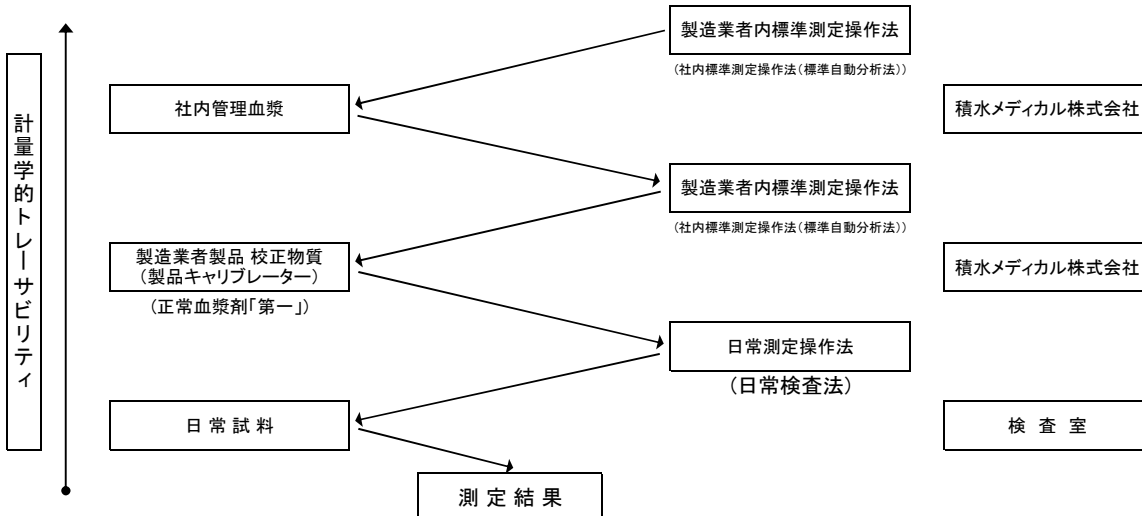 製造業者内標準測定操作法
(社内標準測定操作法(標準自動分析法))
社内管理血漿
積水メディカル株式会社
製造業者内標準測定操作法
(社内標準測定操作法(標準自動分析法))
製造業者製品 校正物質
(製品キャリブレーター)
(正常血漿剤「第一」)
積水メディカル株式会社
日常測定操作法
(日常検査法)
日常試料
検査室
測定結果
計量学的トレーサビリティ